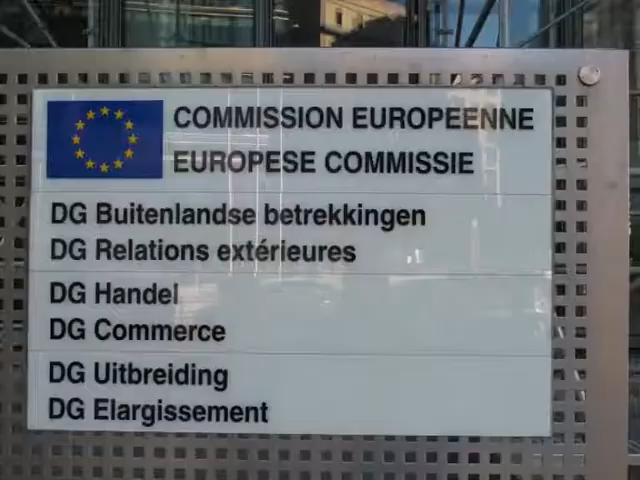 COMMISSION EUROPEENNE
EUROPESE COMMISSIE
DG Buitenlandse betrekkingen
DG Relations extérieures
DG Handel
DG Commerce
DG Uitbreiding
DG Elargissement